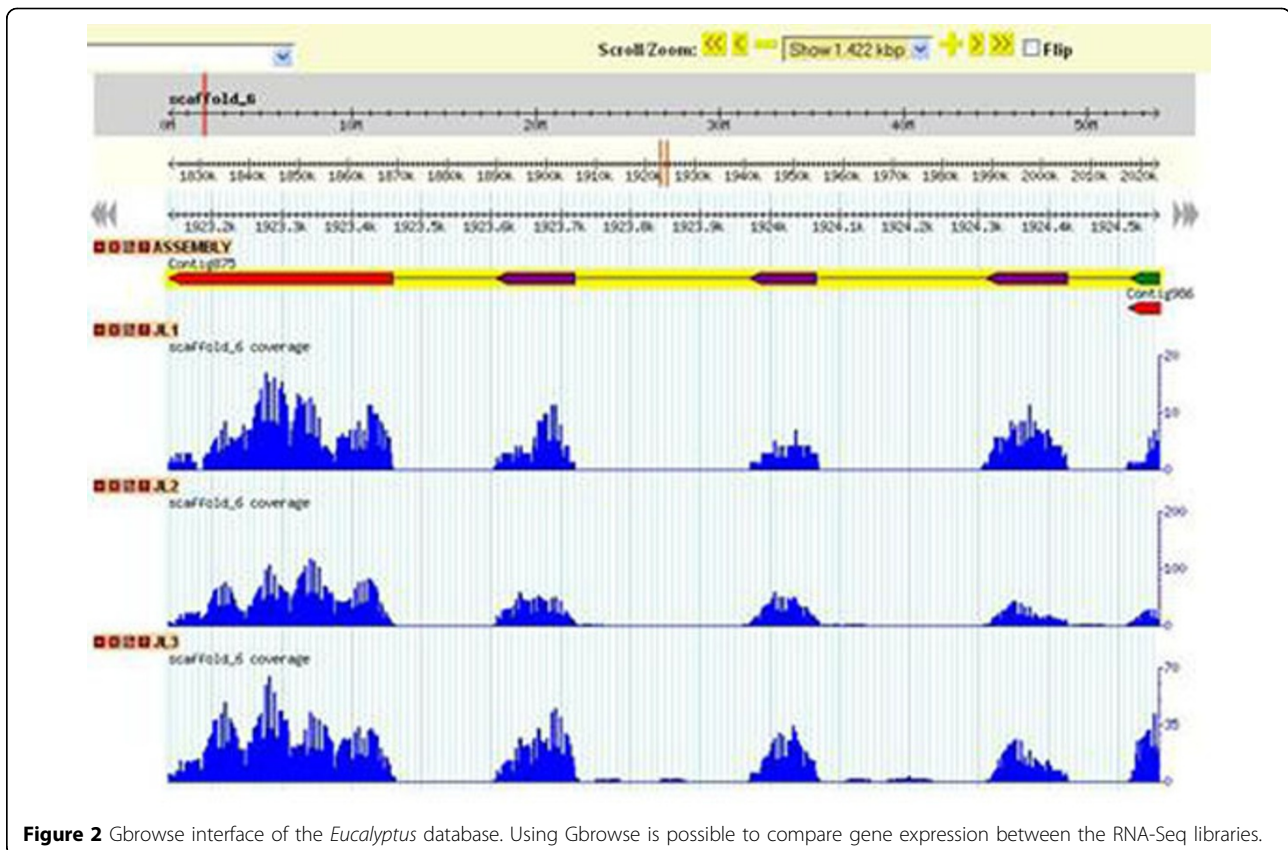 Scroll/Zoom: << < Show 1.422 kbp > >> Flip
scaffold_6
0M 10M 20M 30M 40M 50M
1830k 1840k 1850k 1860k 1870k 1880k 1890k 1900k 1910k 1920k 1930k 1940k 1950k 1960k 1970k 1980k 1990k 2000k 2010k 2020k
1923.2k 1923.3k 1923.4k 1923.5k 1923.6k 1923.7k 1923.8k 1923.9k 1924k 1924.1k 1924.2k 1924.3k 1924.4k 1924.5k
ASSEMBLY
Contig875
Contig986
JL1
scaffold_6 coverage
20
10
0
JL2
scaffold_6 coverage
200
100
0
JL3
scaffold_6 coverage
70
35
0
Figure 2 Gbrowse interface of the Eucalyptus database. Using Gbrowse is possible to compare gene expression between the RNA-Seq libraries.